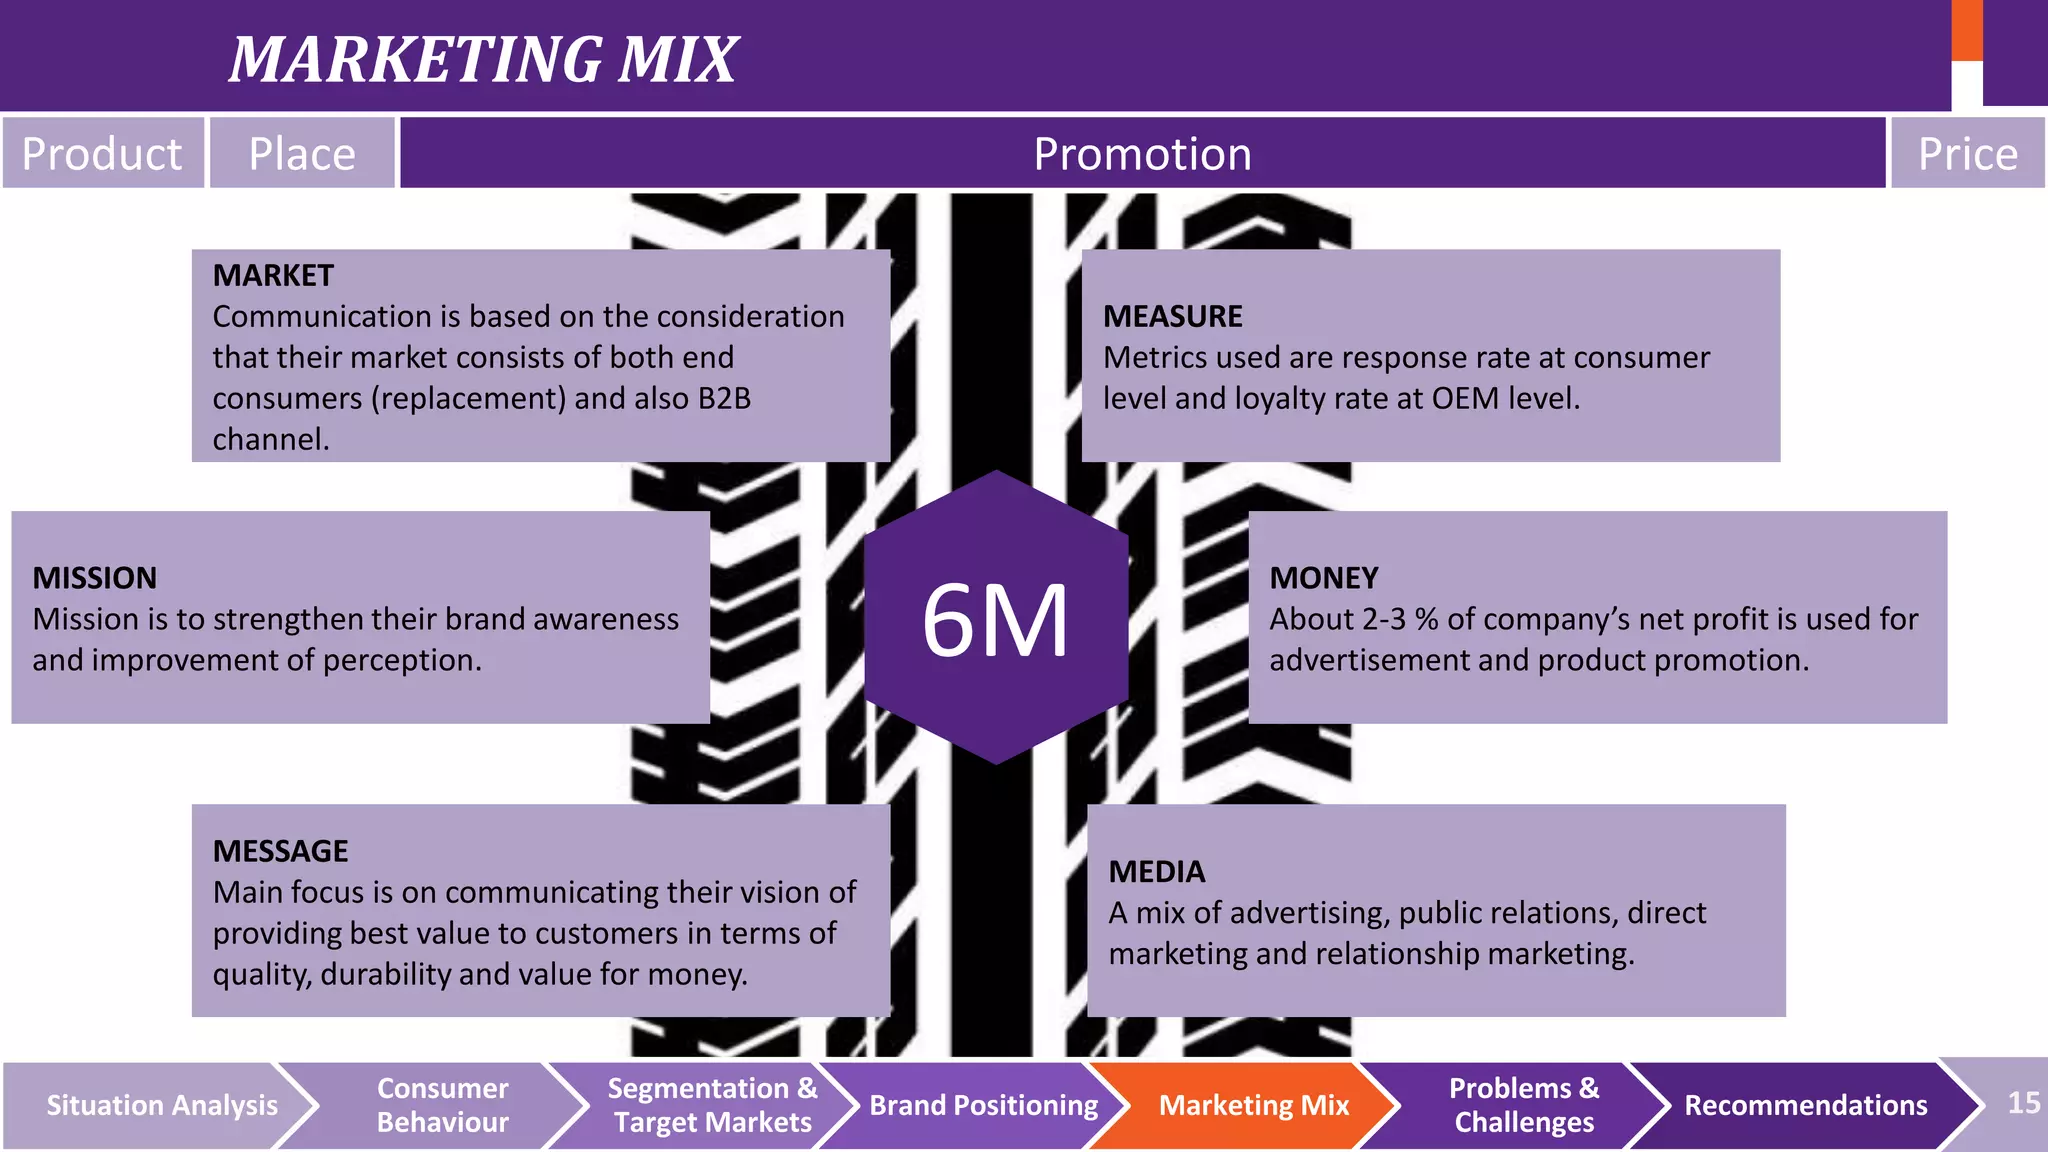 MARKETING MIX
Product
Place
Promotion
Price
MARKET
Communication is based on the consideration
that their market consists of both end
consumers (replacement) and also B2B
channel.
MEASURE
Metrics used are response rate at consumer
level and loyalty rate at OEM level.
MISSION
Mission is to strengthen their brand awareness
and improvement of perception.
6M
MONEY
About 2-3 % of company’s net profit is used for
advertisement and product promotion.
MESSAGE
Main focus is on communicating their vision of
providing best value to customers in terms of
quality, durability and value for money.
MEDIA
A mix of advertising, public relations, direct
marketing and relationship marketing.
Situation Analysis
Consumer
Behaviour
Segmentation &
Target Markets
Brand Positioning
Marketing Mix
Problems &
Challenges
Recommendations
15